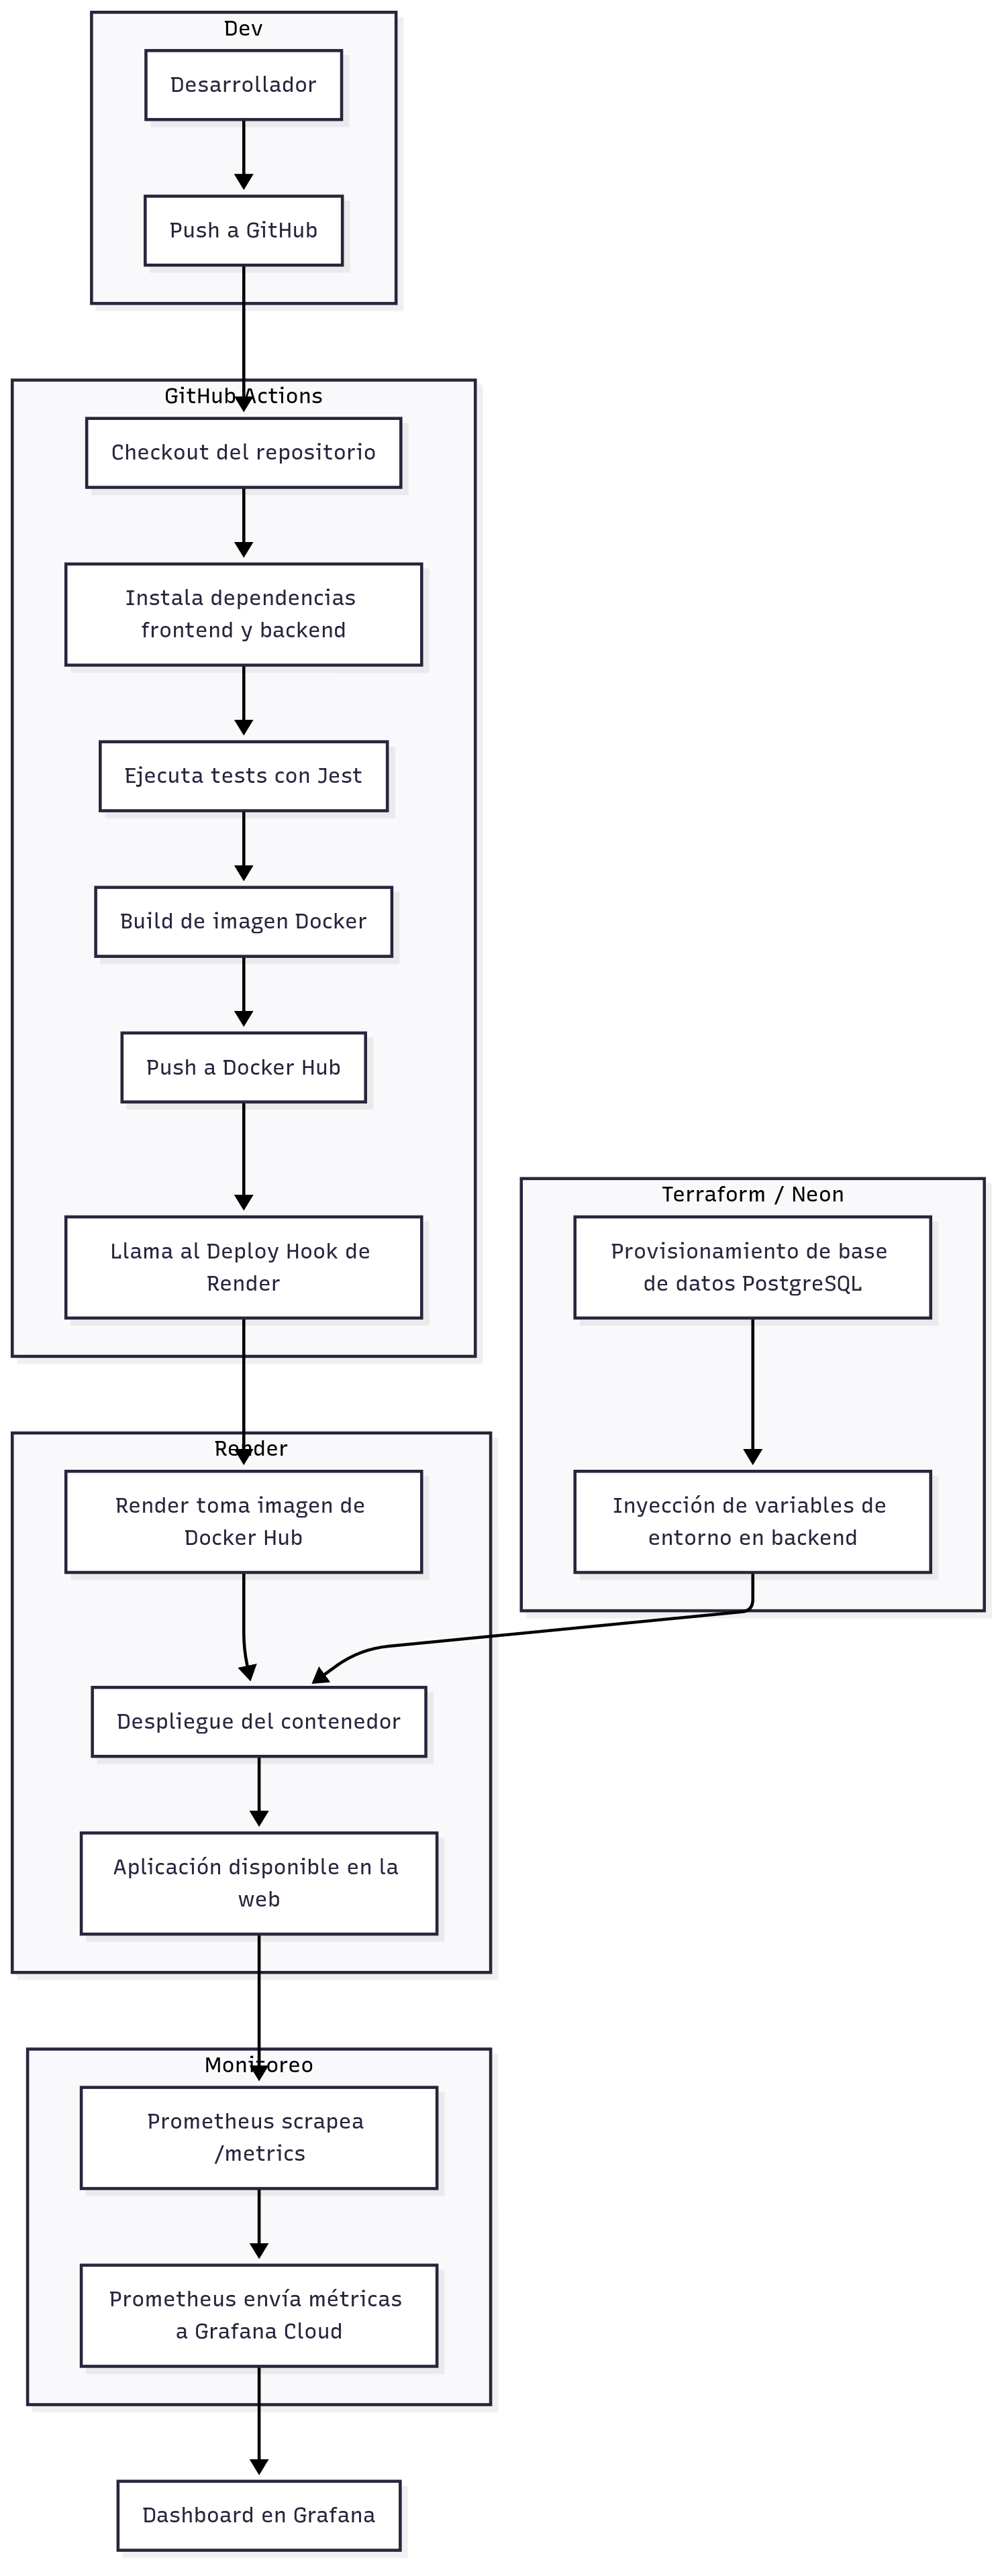 Dev
Desarrollador
Push a GitHub
GitHub Actions
Checkout del repositorio
Instala dependencias
frontend y backend
Ejecuta tests con Jest
Build de imagen Docker
Push a Docker Hub
Llama al Deploy Hook de
Render
Terraform / Neon
Provisionamiento de base
de datos PostgreSQL
Inyección de variables de
entorno en backend
Render
Render toma imagen de
Docker Hub
Despliegue del contenedor
Aplicación disponible en la
web
Monitoreo
Prometheus scrapea
/metrics
Prometheus envía métricas
a Grafana Cloud
Dashboard en Grafana